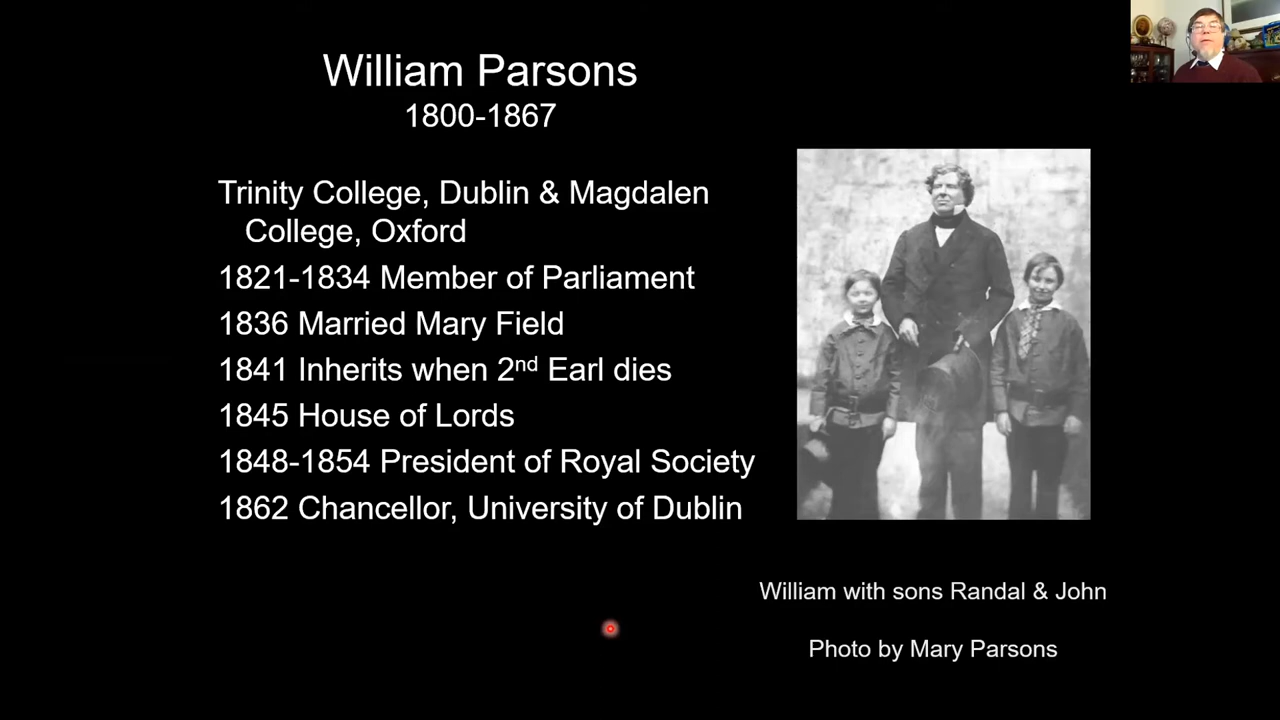 William Parsons
1800-1867
Trinity College, Dublin & Magdalen
College, Oxford
1821-1834 Member of Parliament
1836 Married Mary Field
1841 Inherits when 2nd Earl dies
1845 House of Lords
1848-1854 President of Royal Society
1862 Chancellor, University of Dublin
William with sons Randal & John
Photo by Mary Parsons